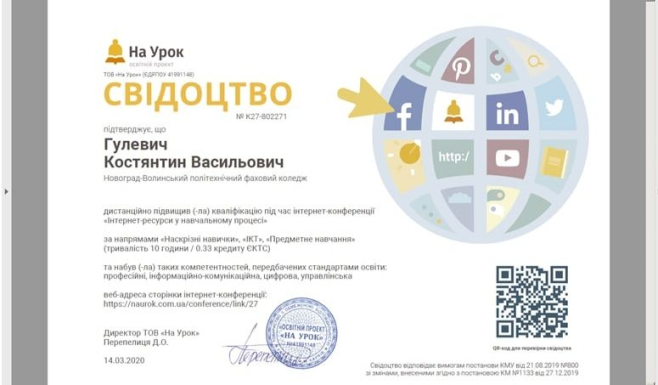 На Урок
освітній проект
ТОВ «На Урок» (ЄДРПОУ 41991148)
СВІДОЦТВО
№ K27-802271
підтверджує, що
Гулевич
Костянтин Васильович
Новоград-Волинський політехнічний фаховий коледж
дистанційно підвищив (-ла) кваліфікацію під час інтернет-конференції
«Інтернет-ресурси у навчальному процесі»
за напрямами «Наскрізні навички», «ІКТ», «Предметне навчання»
(тривалість 10 години / 0.33 кредиту ЄКТС)
та набув (-ла) таких компетентностей, передбачених стандартами освіти:
професійні, інформаційно-комунікаційна, цифрова, управлінська
веб-адреса сторінки інтернет-конференції:
https://naurok.com.ua/conference/link/27
Директор ТОВ «На Урок»
Перепелиця Д.О.
14.03.2020
«ОСВІТНІЙ ПРОЕКТ
«НА УРОК»
№41991148
http:/
f
in
QR-код для перевірки свідоцтва
Свідоцтво відповідає вимогам постанови КМУ від 21.08.2019 №800
зі змінами, внесеними згідно з постановою КМ №1133 від 27.12.2019